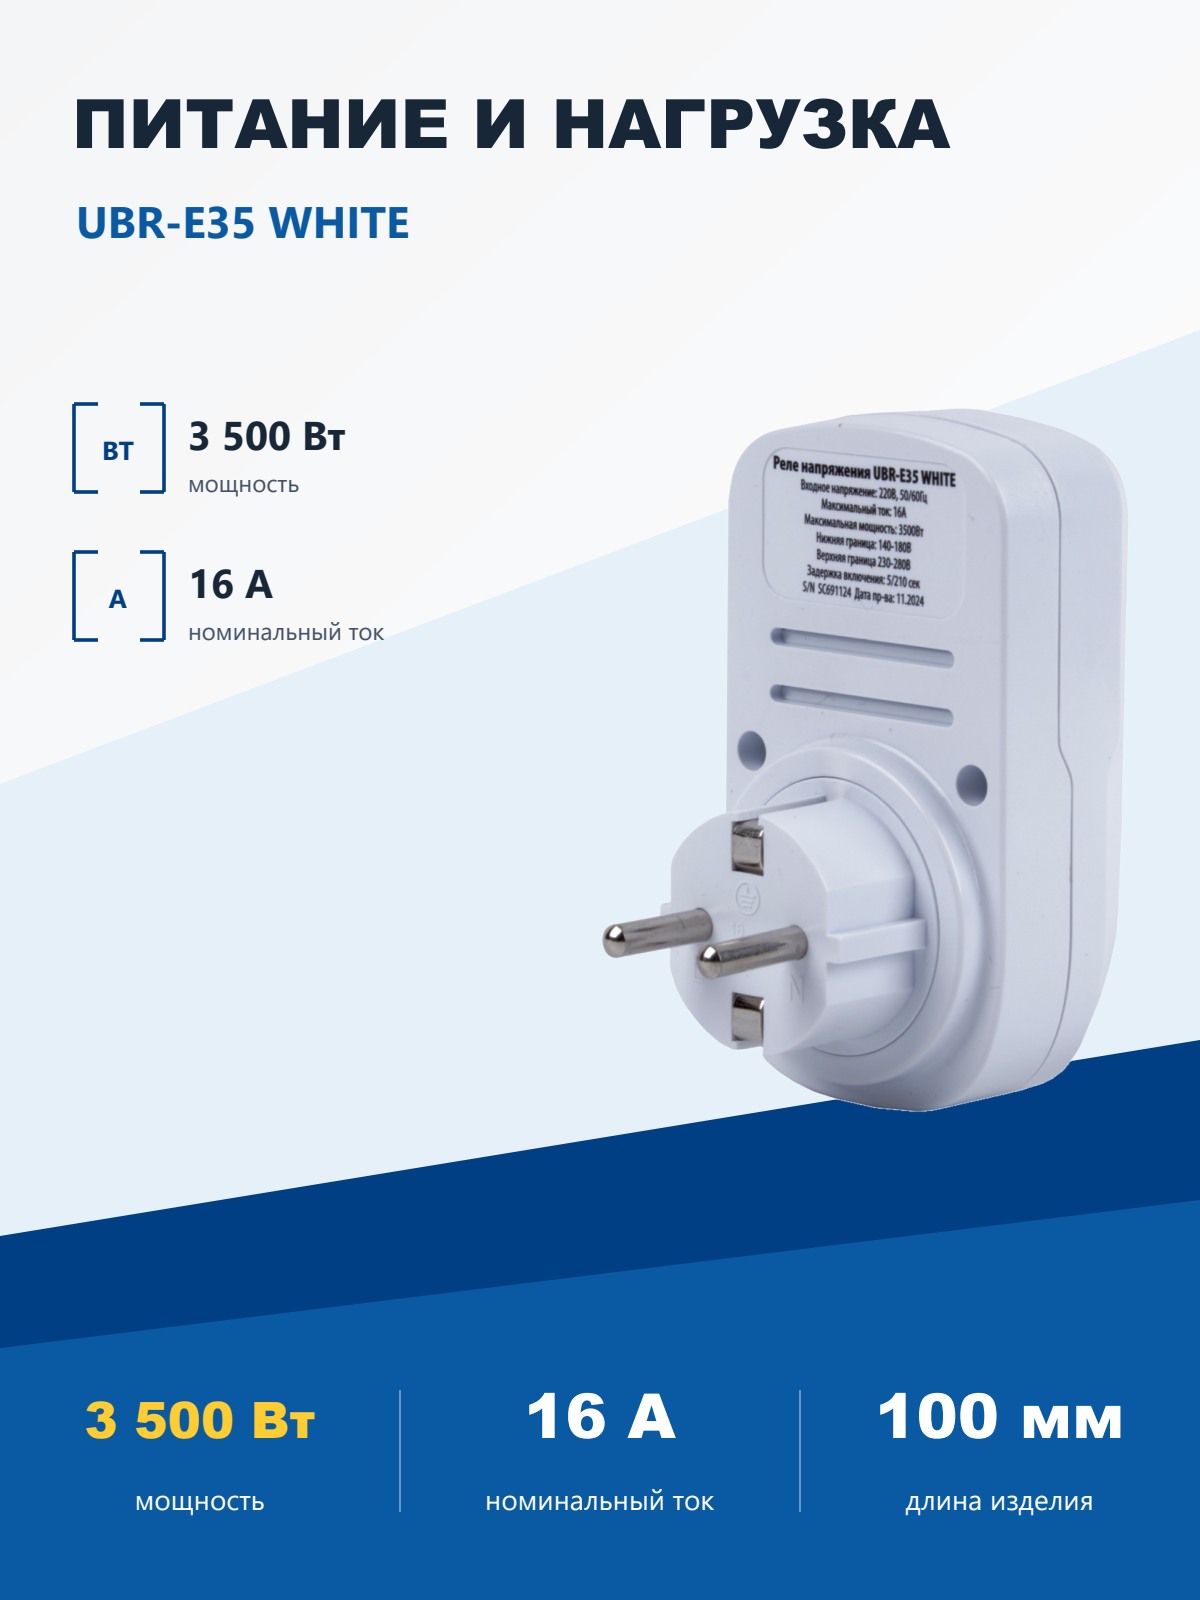 ПИТАНИЕ И НАГРУЗКА
UBR-E35 WHITE
ВТ
3 500 Вт
мощность
А
16 А
номинальный ток
Реле напряжения UBR-E35 WHITE
Входное напряжение: 220В, 50/60Гц
Максимальный ток: 16А
Максимальная мощность: 3500Вт
Нижняя граница: 140-180В
Верхняя граница 230-280В
Задержка включения: 5/210 сек
S/N SC691124 Дата пр-ва: 11.2024
N
3 500 Вт
мощность
16 А
номинальный ток
100 мм
длина изделия